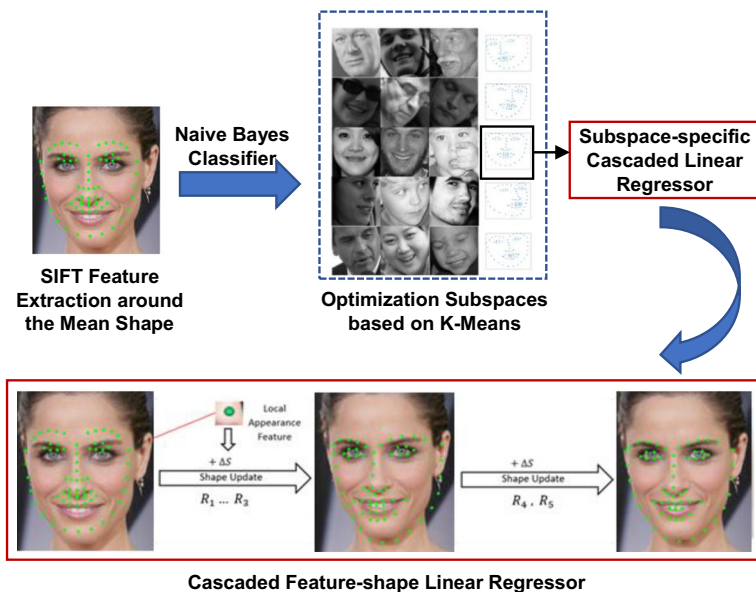 Naive Bayes
Classifier
Subspace-specific
Cascaded Linear
Regressor
SIFT Feature
Extraction around
the Mean Shape
Optimization Subspaces
based on K-Means
Local
Appearance
Feature
+ ΔS
Shape Update
R₁ ... R₃
+ ΔS
Shape Update
R₄ , R₅
Cascaded Feature-shape Linear Regressor